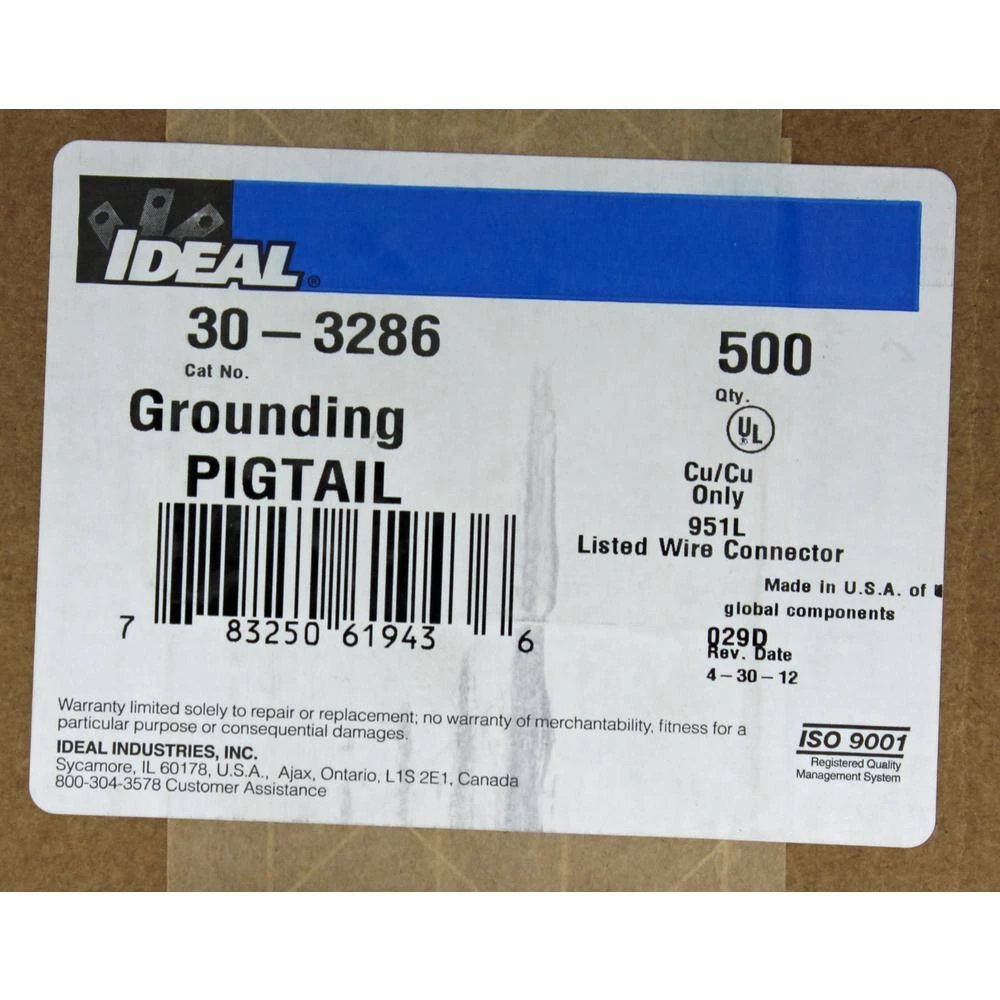 IDEAL®
30-3286
Cat No.
Grounding
PIGTAIL
7 83250 61943 6
500
Qty.
UL
Cu/Cu
Only
951L
Listed Wire Connector
Made in U.S.A. of
global components
029D
Rev. Date
4-30-12
Warranty limited solely to repair or replacement; no warranty of merchantability, fitness for a
particular purpose or consequential damages.
IDEAL INDUSTRIES, INC.
Sycamore, IL 60178, U.S.A., Ajax, Ontario, L1S 2E1, Canada
800-304-3578 Customer Assistance
ISO 9001
Registered Quality
Management System